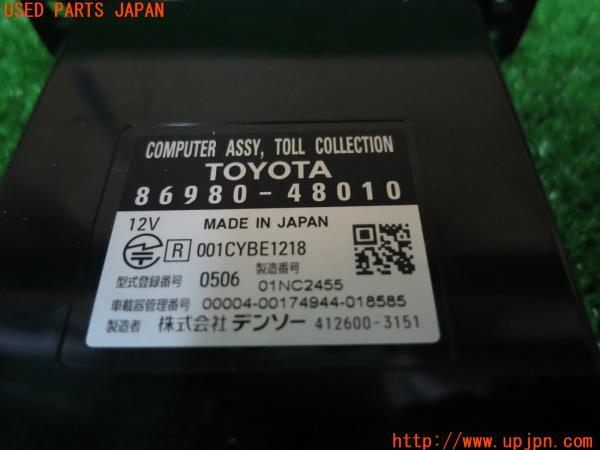 USED PARTS JAPAN
COMPUTER ASSY, TOLL COLLECTION
TOYOTA
86980-48010
12V MADE IN JAPAN
R 001CYBE1218
型式登録番号 0506 製造番号 01NC2455
車載器管理番号 00004-00174944-018585
製造者 株式会社デンソー 412600-3151
http://www.upjpn.com/